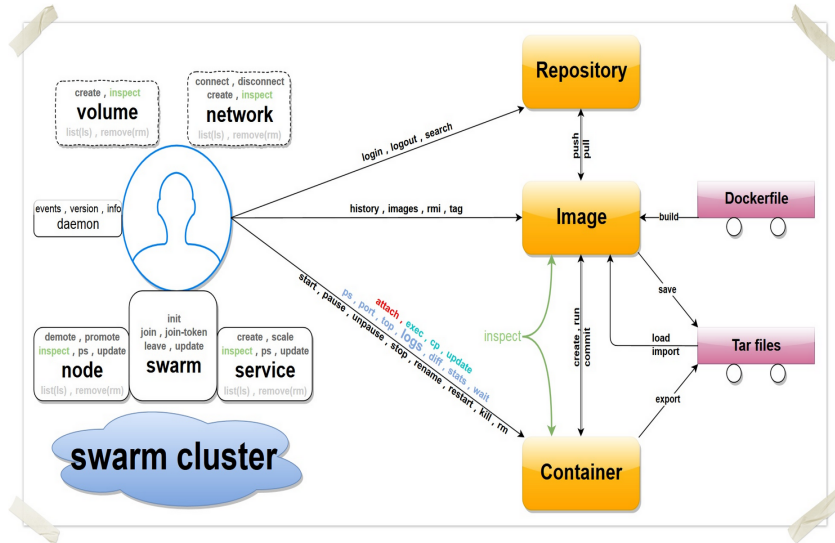 create , inspect
volume
list(ls) , remove(rm)
connect , disconnect
create , inspect
network
list(ls) , remove(rm)
events , version , info
daemon
init
join , join-token
leave , update
swarm
demote , promote
inspect , ps , update
node
list(ls) , remove(rm)
create , scale
inspect , ps , update
service
list(ls) , remove(rm)
swarm cluster
login , logout , search
history , images , rmi , tag
attach , exec , cp , update
ps , port , top , logs , diff , stats , wait
start , pause , unpause , stop , rename , restart , kill , rm
Repository
push
pull
Image
inspect
create , run
commit
Container
build
Dockerfile
save
load
import
Tar files
export